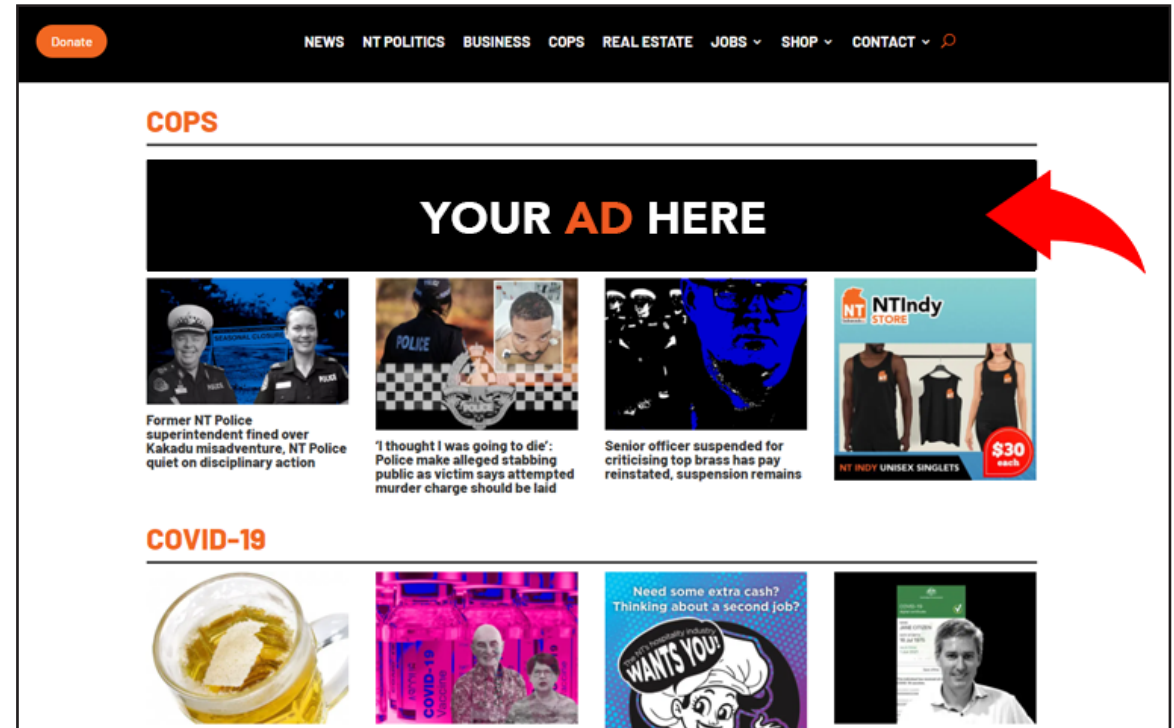 Donate
NEWS NT POLITICS BUSINESS COPS REAL ESTATE JOBS SHOP CONTACT
COPS
YOUR AD HERE
SEASONAL CLOSURE
POLICE
POLICE
POLICE
Former NT Police
superintendent fined over
Kakadu misadventure, NT Police
quiet on disciplinary action
'I thought I was going to die':
Police make alleged stabbing
public as victim says attempted
murder charge should be laid
Senior officer suspended for
criticising top brass has pay
reinstated, suspension remains
NT
NTIndy
STORE
$30
each
NT INDY UNISEX SINGLETS
COVID-19
COVID-19
Vaccine
Need some extra cash?
Thinking about a second job?
The NT's hospitality industry
WANTS YOU!
COVID-19
JANE CITIZEN